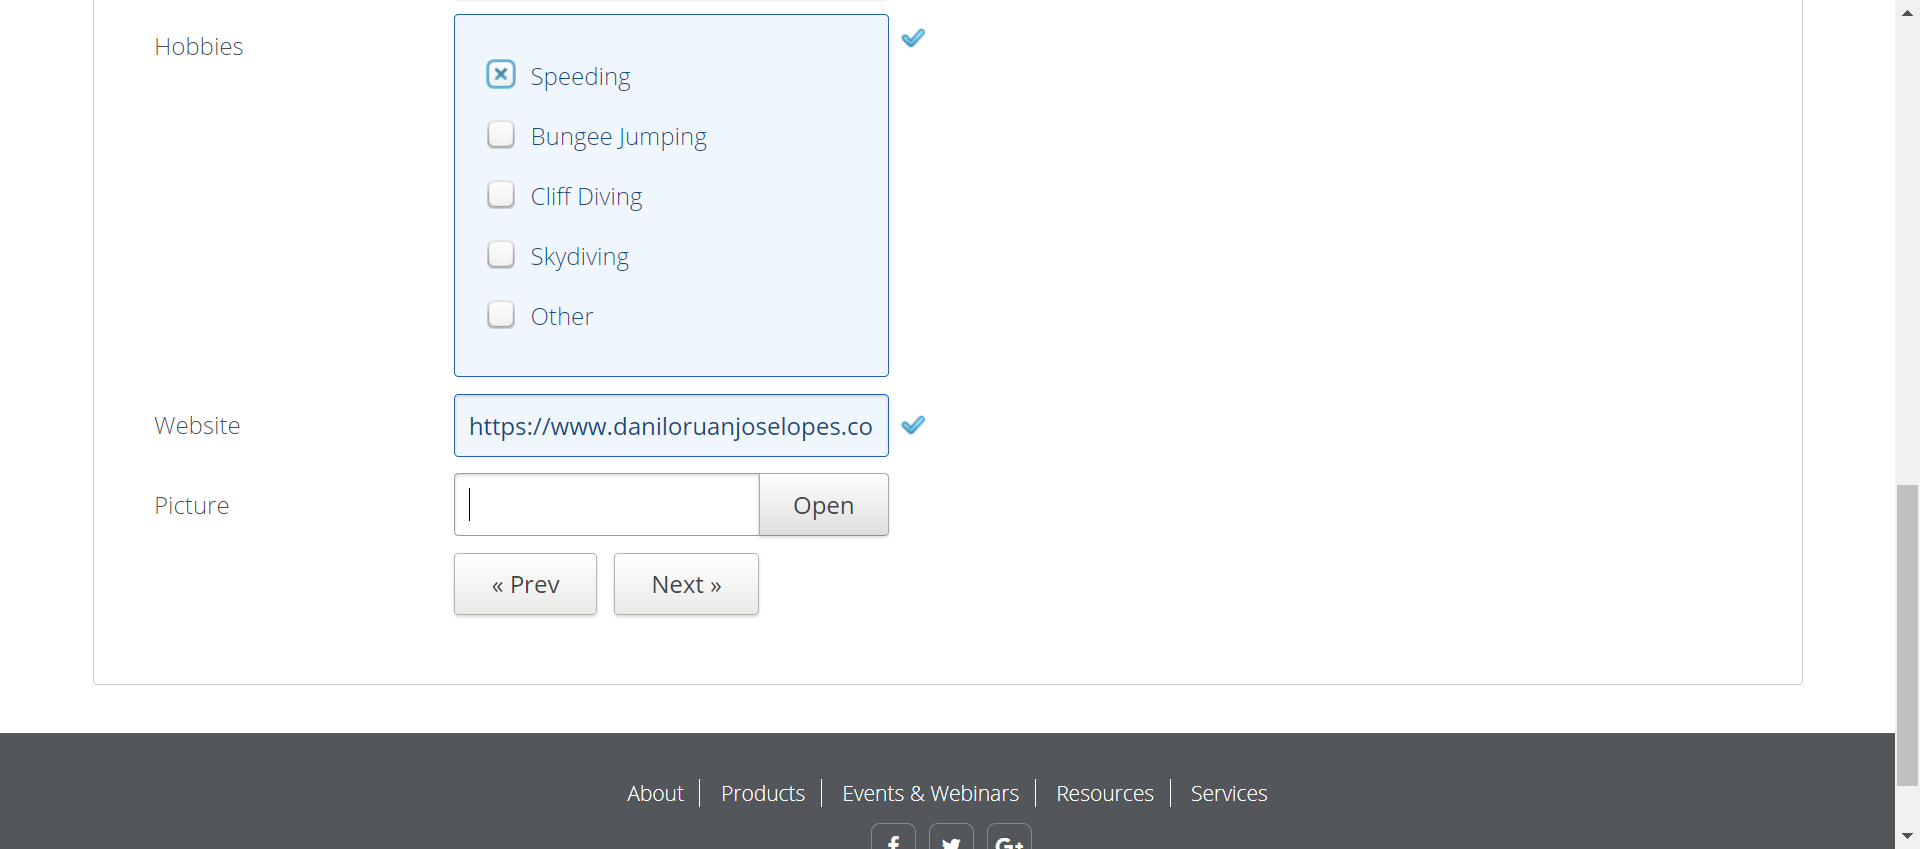 Hobbies
Speeding
Bungee Jumping
Cliff Diving
Skydiving
Other
Website
https://www.daniloruanjoselopes.co
Picture
Open
« Prev
Next »
About
Products
Events & Webinars
Resources
Services